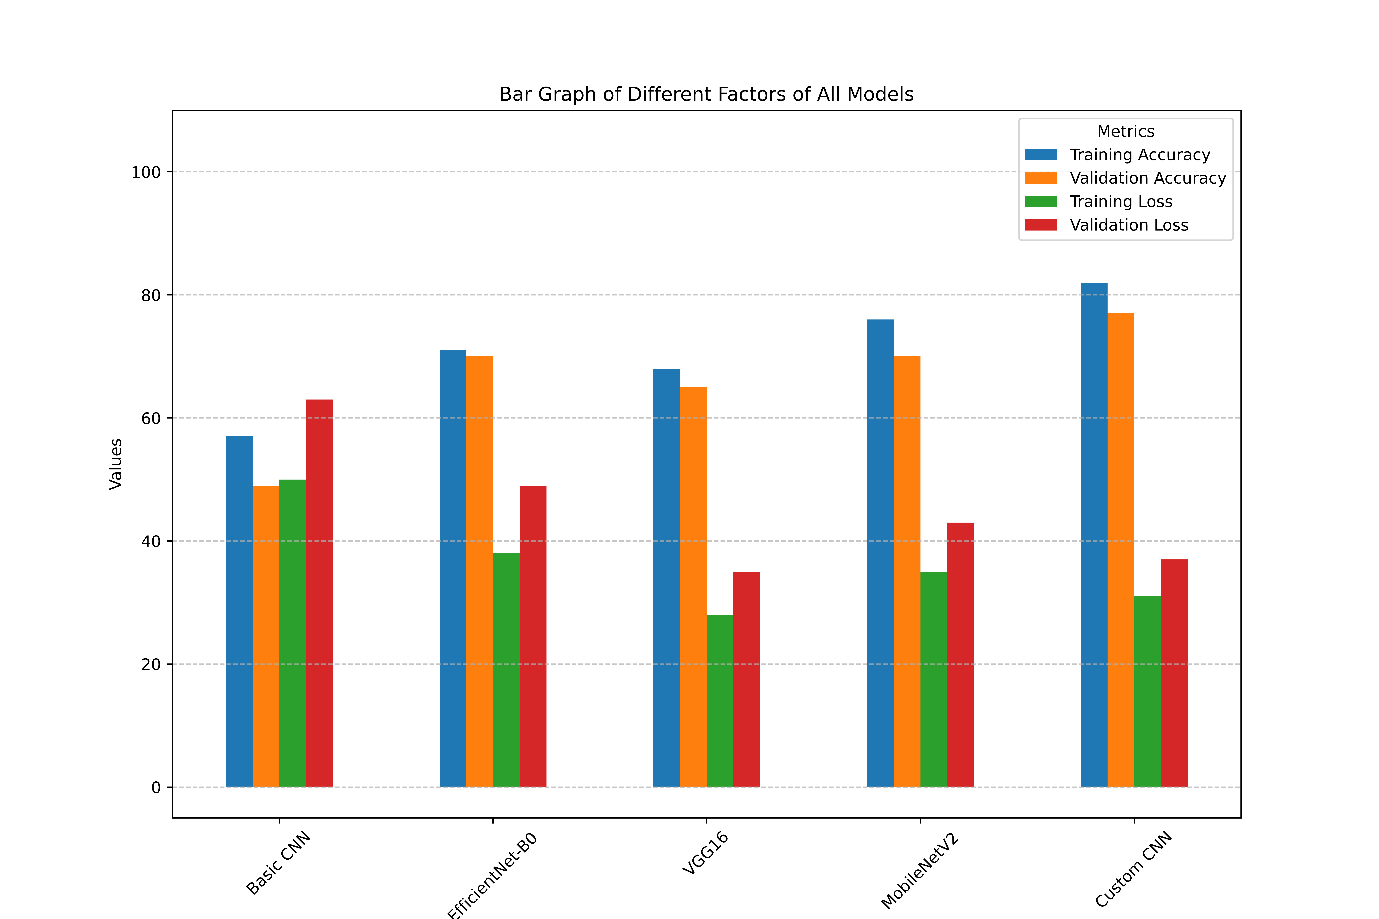 Bar Graph of Different Factors of All Models
Metrics
Training Accuracy
Validation Accuracy
Training Loss
Validation Loss
100
80
60
40
20
0
Values
Basic CNN
EfficientNet-B0
VGG16
MobileNetV2
Custom CNN